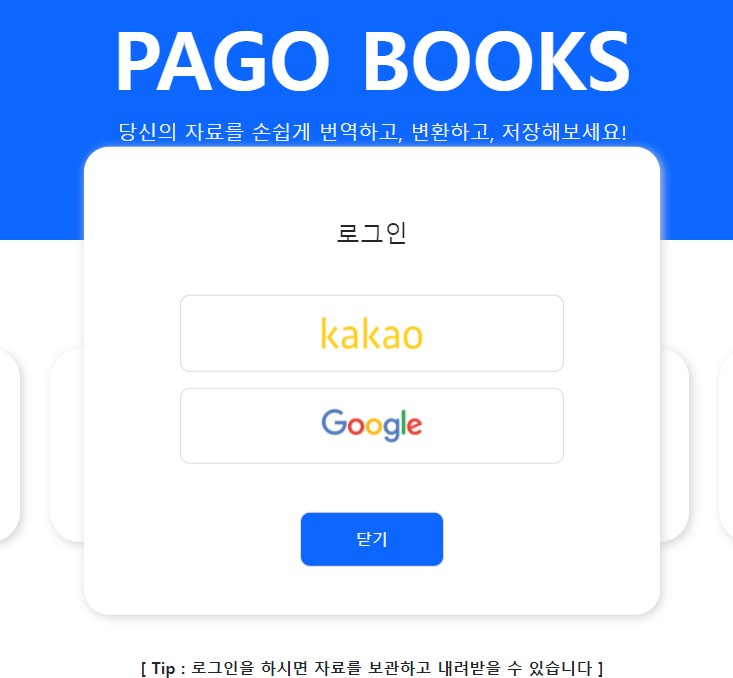 PAGO BOOKS
당신의 자료를 손쉽게 번역하고, 변환하고, 저장해보세요!
로그인
kakao
Google
닫기
[ Tip : 로그인을 하시면 자료를 보관하고 내려받을 수 있습니다 ]